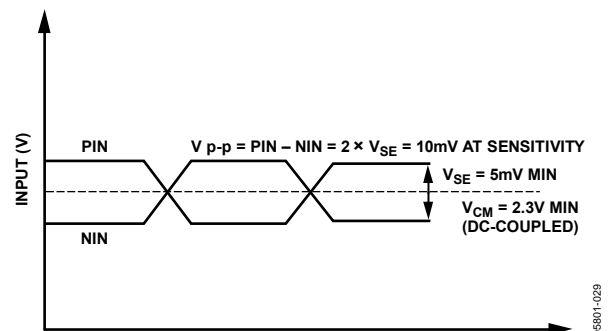 INPUT (V)
PIN
V p-p = PIN – NIN = 2 × VSE = 10mV AT SENSITIVITY
VSE = 5mV MIN
VCM = 2.3V MIN
(DC-COUPLED)
NIN
5801-029